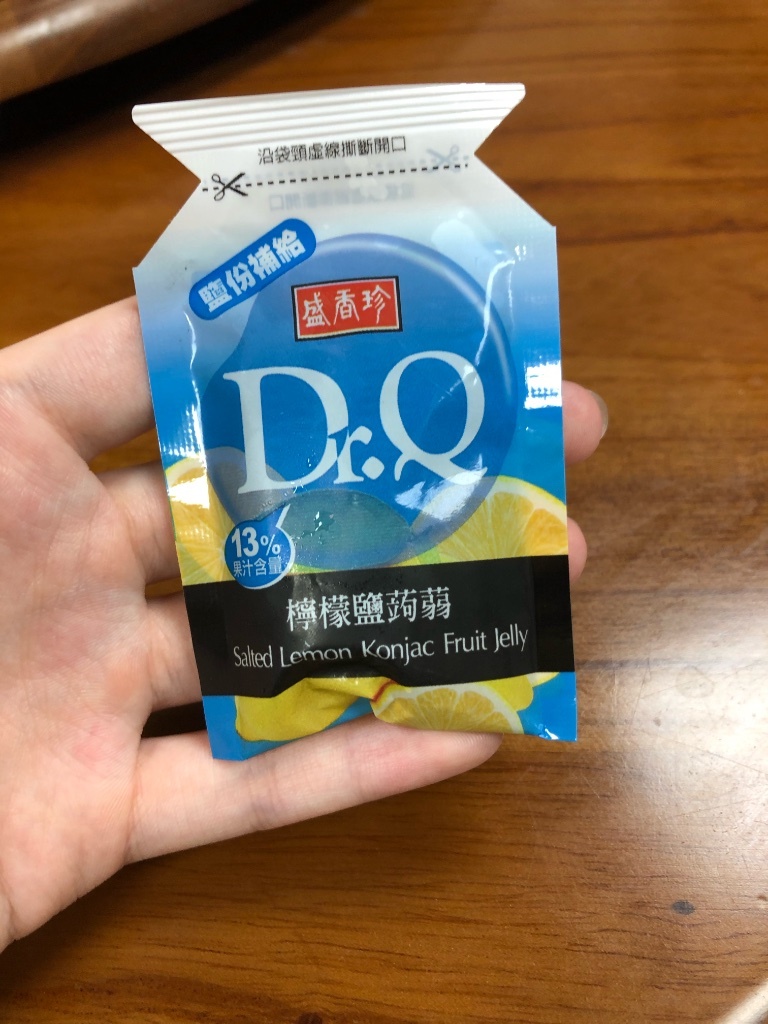 沿袋頸虛線撕斷開口
鹽份補給
盛香珍
Dr.Q
13%
果汁含量
檸檬鹽蒟蒻
Salted Lemon Konjac Fruit Jelly